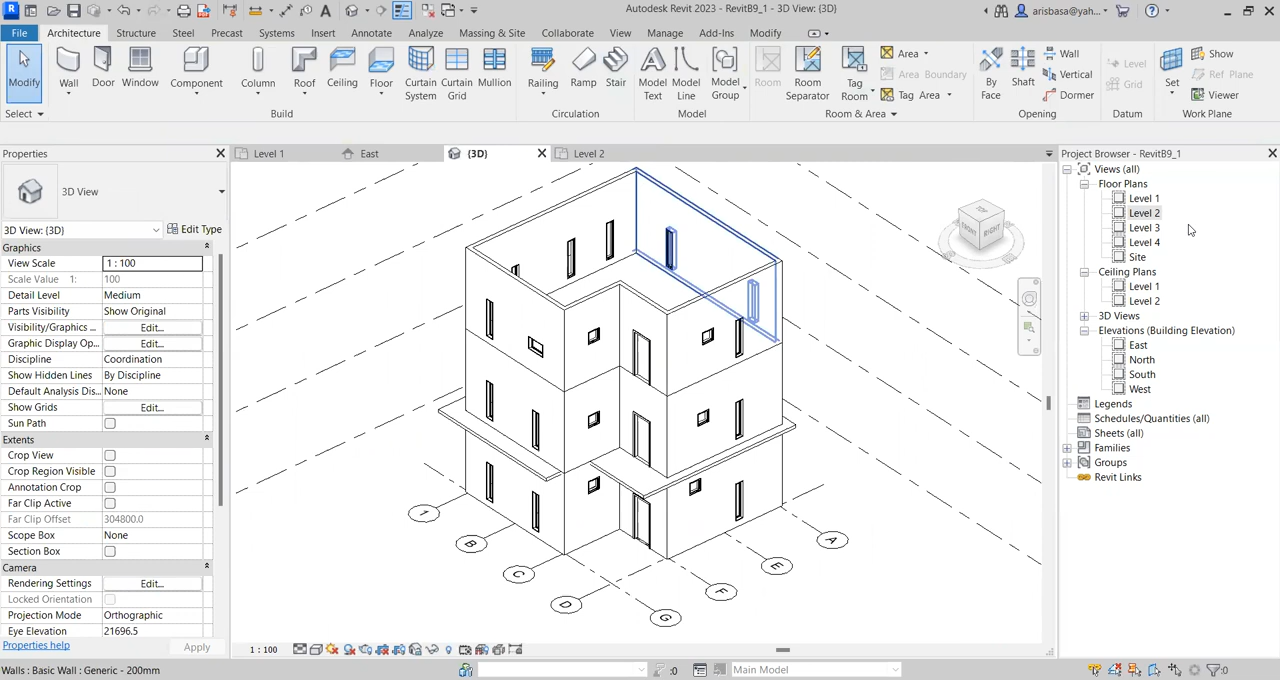 Autodesk Revit 2023 - RevitB9_1 - 3D View: {3D}
arisbasa@yah...
File Architecture Structure Steel Precast Systems Insert Annotate Analyze Massing & Site Collaborate View Manage Add-Ins Modify
Modify
Wall
Door
Window
Component
Column
Roof
Ceiling
Floor
Curtain System
Curtain Grid
Mullion
Railing
Ramp
Stair
Model Text
Model Line
Model Group
Room
Room Separator
Tag Room
Area
Area Boundary
Tag Area
By Face
Shaft
Wall
Vertical
Dormer
Level
Grid
Set
Show
Ref Plane
Viewer
Select
Build
Circulation
Model
Room & Area
Opening
Datum
Work Plane
Properties
3D View
3D View: {3D}
Edit Type
Graphics
View Scale 1 : 100
Scale Value 1: 100
Detail Level Medium
Parts Visibility Show Original
Visibility/Graphics ... Edit...
Graphic Display Op... Edit...
Discipline Coordination
Show Hidden Lines By Discipline
Default Analysis Dis... None
Show Grids Edit...
Sun Path
Extents
Crop View
Crop Region Visible
Annotation Crop
Far Clip Active
Far Clip Offset 304800.0
Scope Box None
Section Box
Camera
Rendering Settings Edit...
Locked Orientation
Projection Mode Orthographic
Eye Elevation 21696.5
Properties help
Apply
Level 1
East
{3D}
Level 2
TOP
FRONT
RIGHT
1
B
C
D
G
F
E
A
1 : 100
Project Browser - RevitB9_1
Views (all)
Floor Plans
Level 1
Level 2
Level 3
Level 4
Site
Ceiling Plans
Level 1
Level 2
3D Views
Elevations (Building Elevation)
East
North
South
West
Legends
Schedules/Quantities (all)
Sheets (all)
Families
Groups
Revit Links
Walls : Basic Wall : Generic - 200mm
:0
Main Model
:0